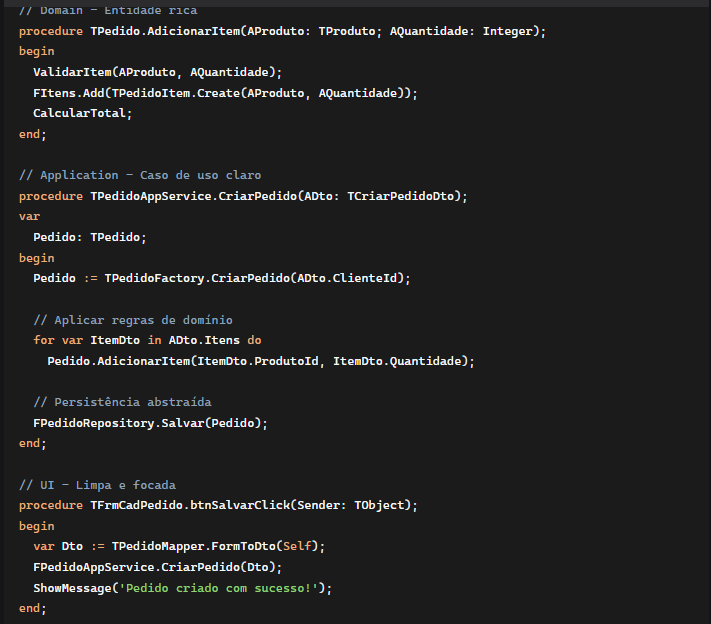 // Domain - Entidade rica
procedure TPedido.AdicionarItem(AProduto: TProduto; AQuantidade: Integer);
begin
  ValidarItem(AProduto, AQuantidade);
  FItens.Add(TPedidoItem.Create(AProduto, AQuantidade));
  CalcularTotal;
end;

// Application - Caso de uso claro
procedure TPedidoAppService.CriarPedido(ADto: TCriarPedidoDto);
var
  Pedido: TPedido;
begin
  Pedido := TPedidoFactory.CriarPedido(ADto.ClienteId);

  // Aplicar regras de domínio
  for var ItemDto in ADto.Itens do
    Pedido.AdicionarItem(ItemDto.ProdutoId, ItemDto.Quantidade);

  // Persistência abstraída
  FPedidoRepository.Salvar(Pedido);
end;

// UI - Limpa e focada
procedure TFrmCadPedido.btnSalvarClick(Sender: TObject);
begin
  var Dto := TPedidoMapper.FormToDto(Self);
  FPedidoAppService.CriarPedido(Dto);
  ShowMessage('Pedido criado com sucesso!');
end;